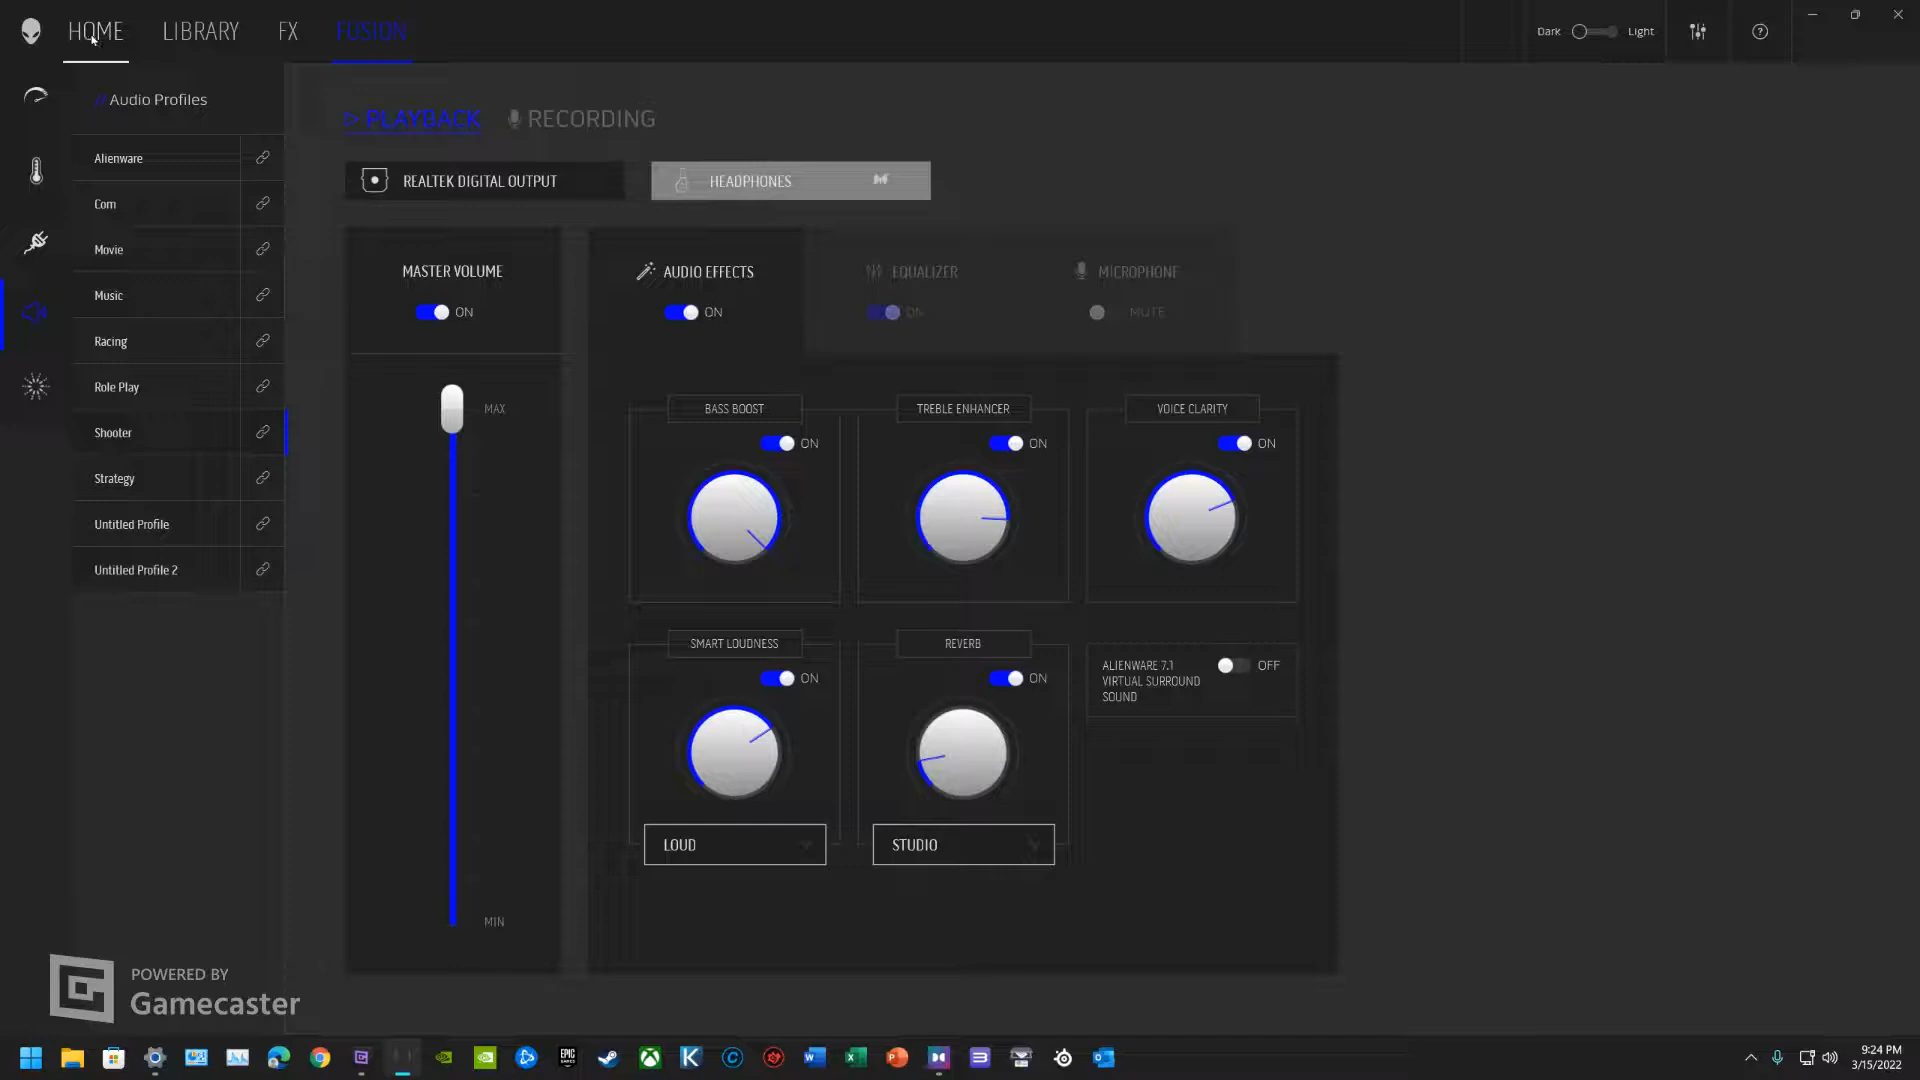 HOME LIBRARY FX FUSION
Dark Light
// Audio Profiles
Alienware
Com
Movie
Music
Racing
Role Play
Shooter
Strategy
Untitled Profile
Untitled Profile 2
PLAYBACK RECORDING
REALTEK DIGITAL OUTPUT HEADPHONES
MASTER VOLUME
ON
MAX
MIN
AUDIO EFFECTS
ON
EQUALIZER
ON
MICROPHONE
MUTE
BASS BOOST
ON
TREBLE ENHANCER
ON
VOICE CLARITY
ON
SMART LOUDNESS
ON
LOUD
REVERB
ON
STUDIO
ALIENWARE 7.1
VIRTUAL SURROUND
SOUND
OFF
POWERED BY
Gamecaster
EPIC
GAMES
9:24 PM
3/15/2022